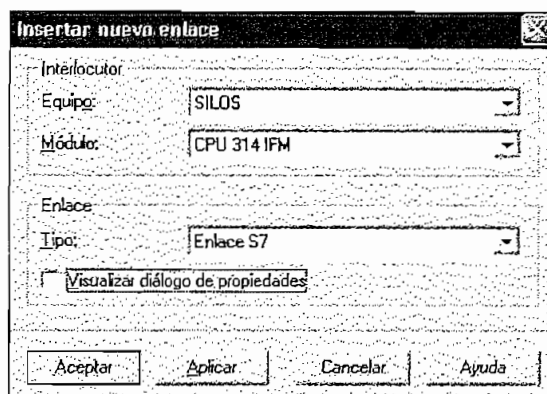 Insertar nuevo enlace
Interlocutor
Equipo: SILOS
Módulo: CPU 314 IFM
Enlace
Tipo: Enlace S7
Visualizar diálogo de propiedades
Aceptar Aplicar Cancelar Ayuda